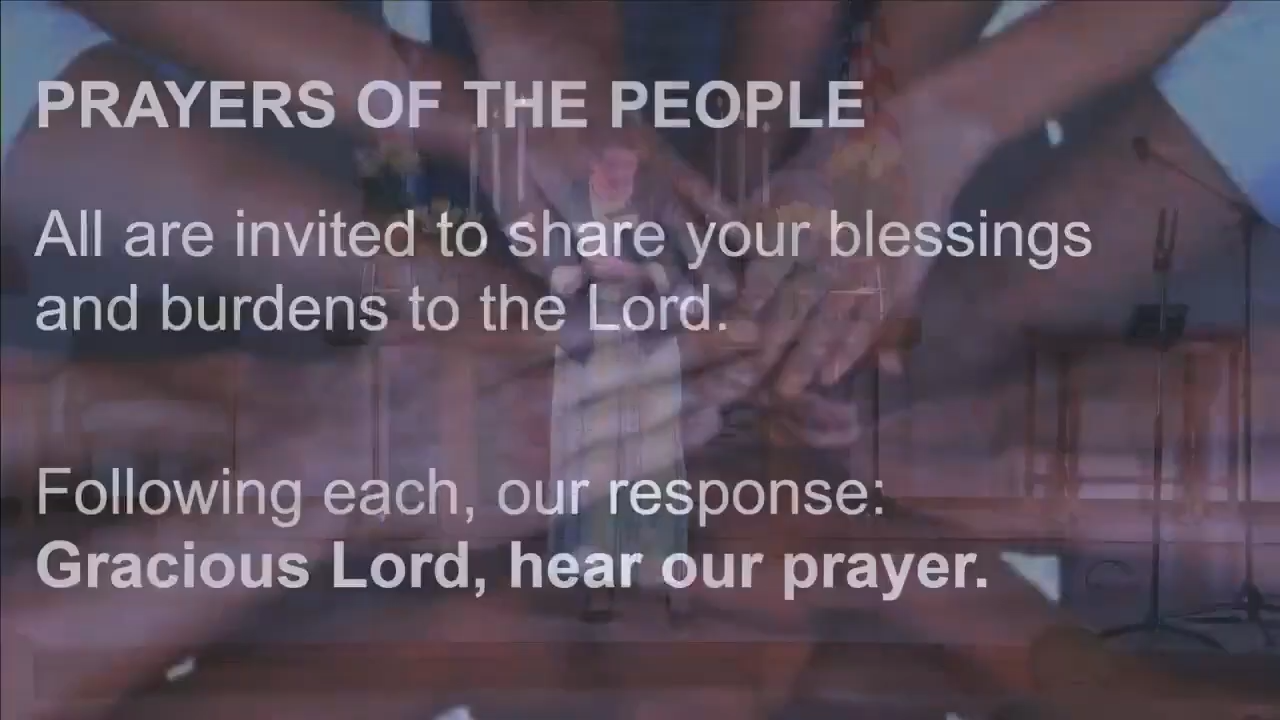 PRAYERS OF THE PEOPLE
All are invited to share your blessings
and burdens to the Lord.
Following each, our response:
Gracious Lord, hear our prayer.